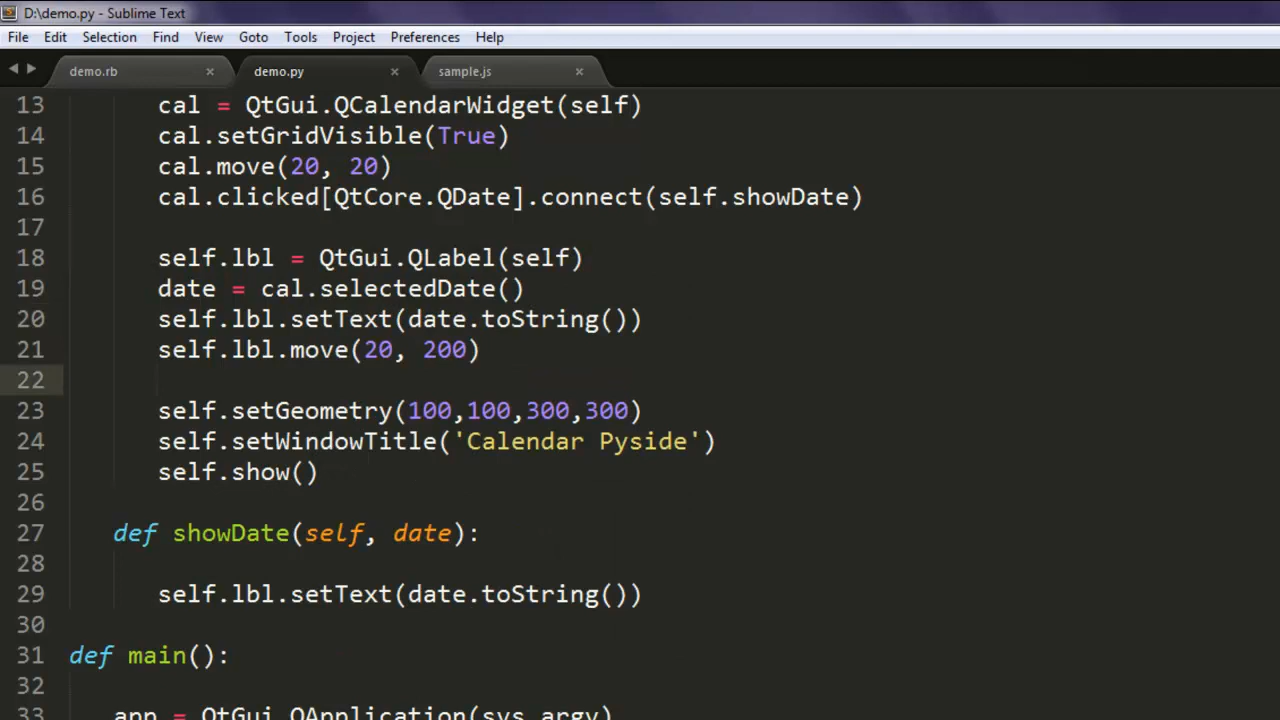 D:\demo.py - Sublime Text
File Edit Selection Find View Goto Tools Project Preferences Help
demo.rb × demo.py × sample.js ×
13 cal = QtGui.QCalendarWidget(self)
14 cal.setGridVisible(True)
15 cal.move(20, 20)
16 cal.clicked[QtCore.QDate].connect(self.showDate)
17
18 self.lbl = QtGui.QLabel(self)
19 date = cal.selectedDate()
20 self.lbl.setText(date.toString())
21 self.lbl.move(20, 200)
22
23 self.setGeometry(100,100,300,300)
24 self.setWindowTitle('Calendar Pyside')
25 self.show()
26
27 def showDate(self, date):
28
29 self.lbl.setText(date.toString())
30
31 def main():
32
33 app = QtGui.QApplication(sys.argv)